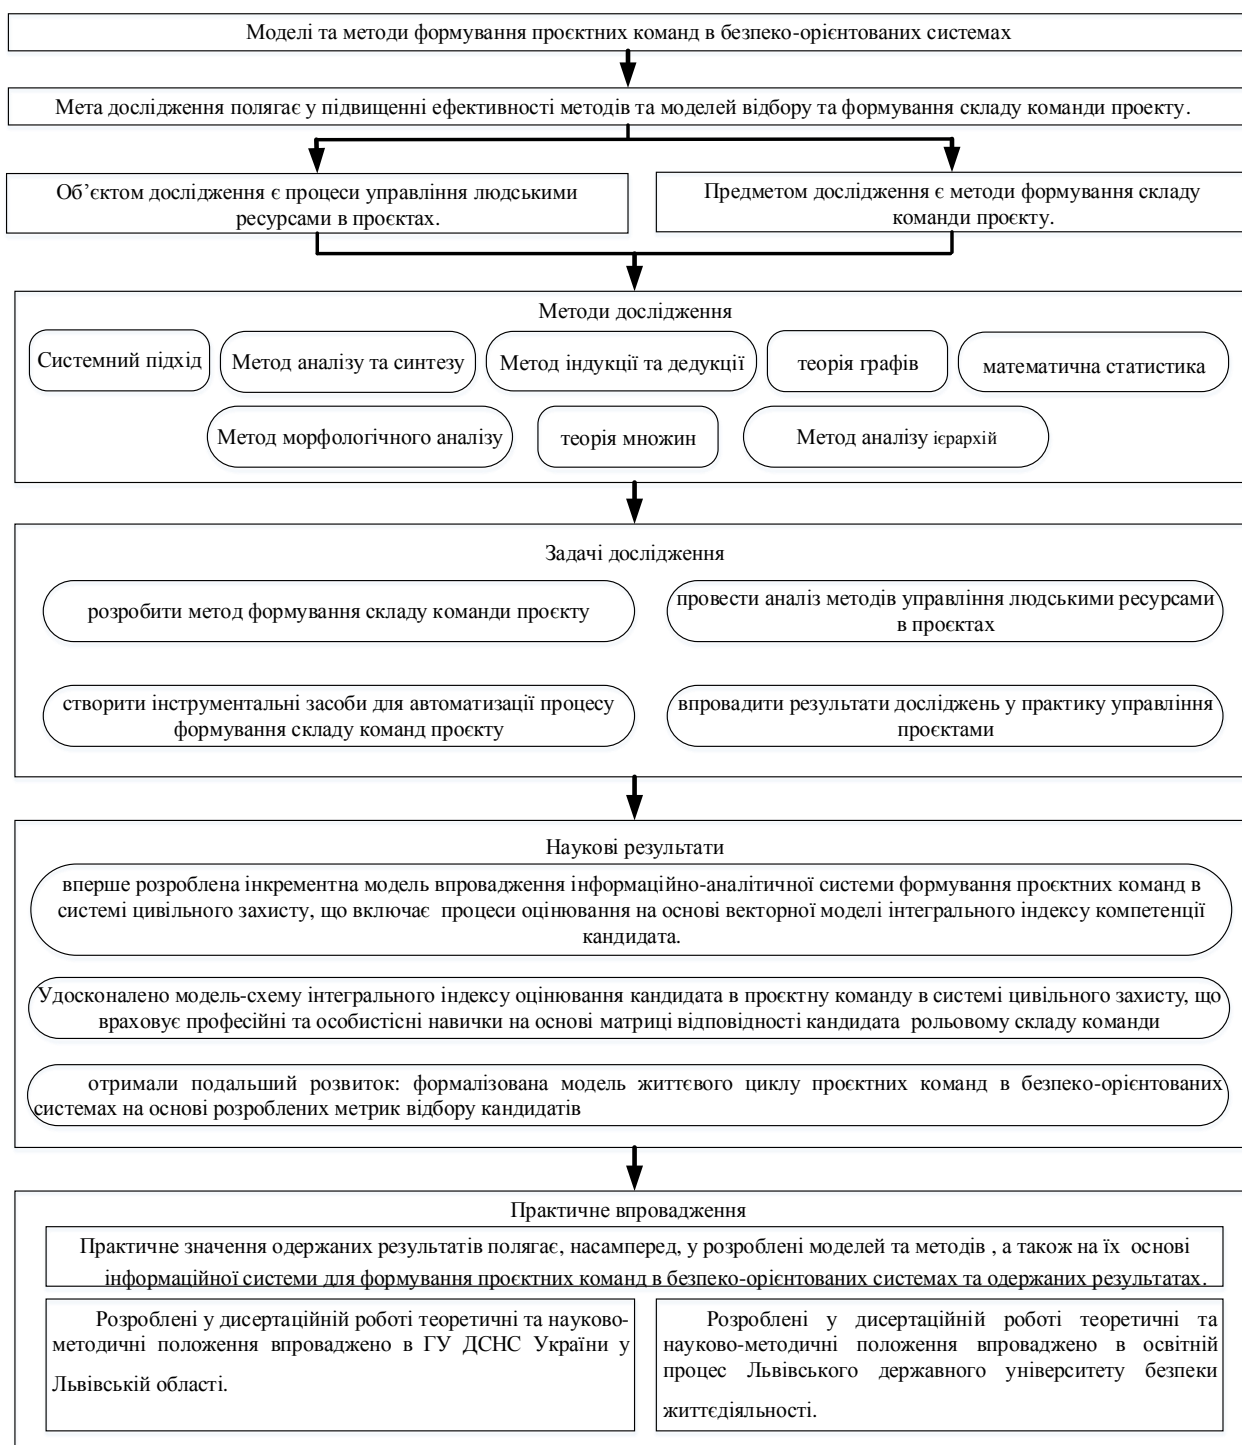 Моделі та методи формування проєктних команд в безпеко-орієнтованих системах
Мета дослідження полягає у підвищенні ефективності методів та моделей відбору та формування складу команди проекту.
Об’єктом дослідження є процеси управління людськими
ресурсами в проєктах.
Предметом дослідження є методи формування складу
команди проєкту.
Методи дослідження
Системний підхід
Метод аналізу та синтезу
Метод індукції та дедукції
теорія графів
математична статистика
Метод морфологічного аналізу
теорія множин
Метод аналізу ієрархій
Задачі дослідження
розробити метод формування складу команди проєкту
провести аналіз методів управління людськими ресурсами
в проєктах
створити інструментальні засоби для автоматизації процесу
формування складу команд проєкту
впровадити результати досліджень у практику управління
проєктами
Наукові результати
вперше розроблена інкрементна модель впровадження інформаційно-аналітичної системи формування проєктних команд в
системі цивільного захисту, що включає процеси оцінювання на основі векторної моделі інтегрального індексу компетенції
кандидата.
Удосконалено модель-схему інтегрального індексу оцінювання кандидата в проєктну команду в системі цивільного захисту, що
враховує професійні та особистісні навички на основі матриці відповідності кандидата рольовому складу команди
отримали подальший розвиток: формалізована модель життєвого циклу проєктних команд в безпеко-орієнтованих
системах на основі розроблених метрик відбору кандидатів
Практичне впровадження
Практичне значення одержаних результатів полягає, насамперед, у розроблені моделей та методів , а також на їх основі
інформаційної системи для формування проєктних команд в безпеко-орієнтованих системах та одержаних результатах.
Розроблені у дисертаційній роботі теоретичні та науково-
методичні положення впроваджено в ГУ ДСНС України у
Львівській області.
Розроблені у дисертаційній роботі теоретичні та
науково-методичні положення впроваджено в освітній
процес Львівського державного університету безпеки
життєдіяльності.